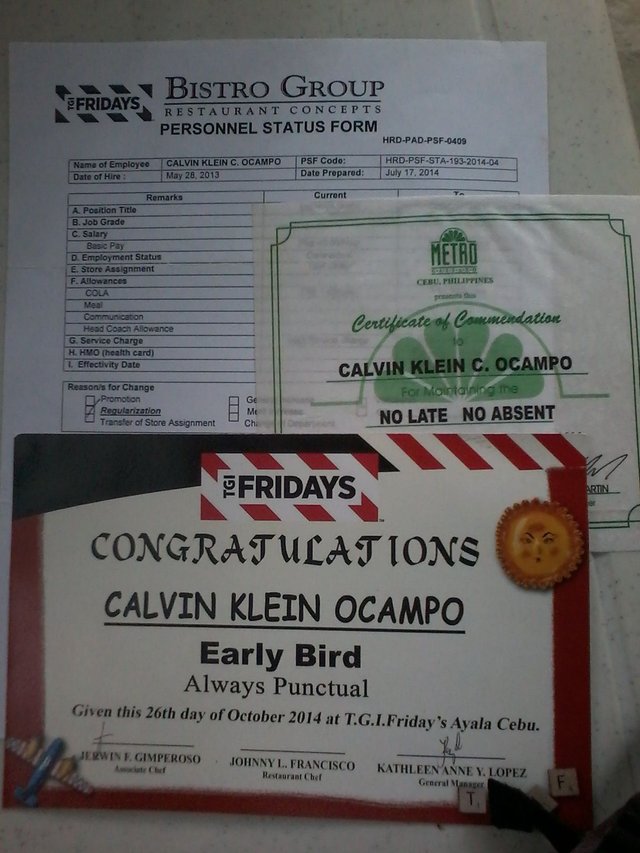 TGI FRIDAYS
BISTRO GROUP
RESTAURANT CONCEPTS
PERSONNEL STATUS FORM
HRD-PAD-PSF-0409
Name of Employee CALVIN KLEIN C. OCAMPO PSF Code: HRD-PSF-STA-193-2014-04
Date of Hire : May 28, 2013 Date Prepared: July 17, 2014
Remarks Current To
A. Position Title
B. Job Grade
C. Salary
Basic Pay
D. Employment Status
E. Store Assignment
F. Allowances
COLA
Meal
Communication
Head Coach Allowance
G. Service Charge
H. HMO (health card)
I. Effectivity Date
Reason/s for Change
Promotion
Regularization
Transfer of Store Assignment
METRO
CEBU, PHILIPPINES
presents this
Certificate of Commendation
to
CALVIN KLEIN C. OCAMPO
For Maintaining the
NO LATE NO ABSENT
TGI FRIDAYS
CONGRATULATIONS
CALVIN KLEIN OCAMPO
Early Bird
Always Punctual
Given this 26th day of October 2014 at T.G.I.Friday's Ayala Cebu.
JERWIN F. GIMPEROSO JOHNNY L. FRANCISCO KATHLEEN ANNE Y. LOPEZ
Associate Chef Restaurant Chef General Manager
T F